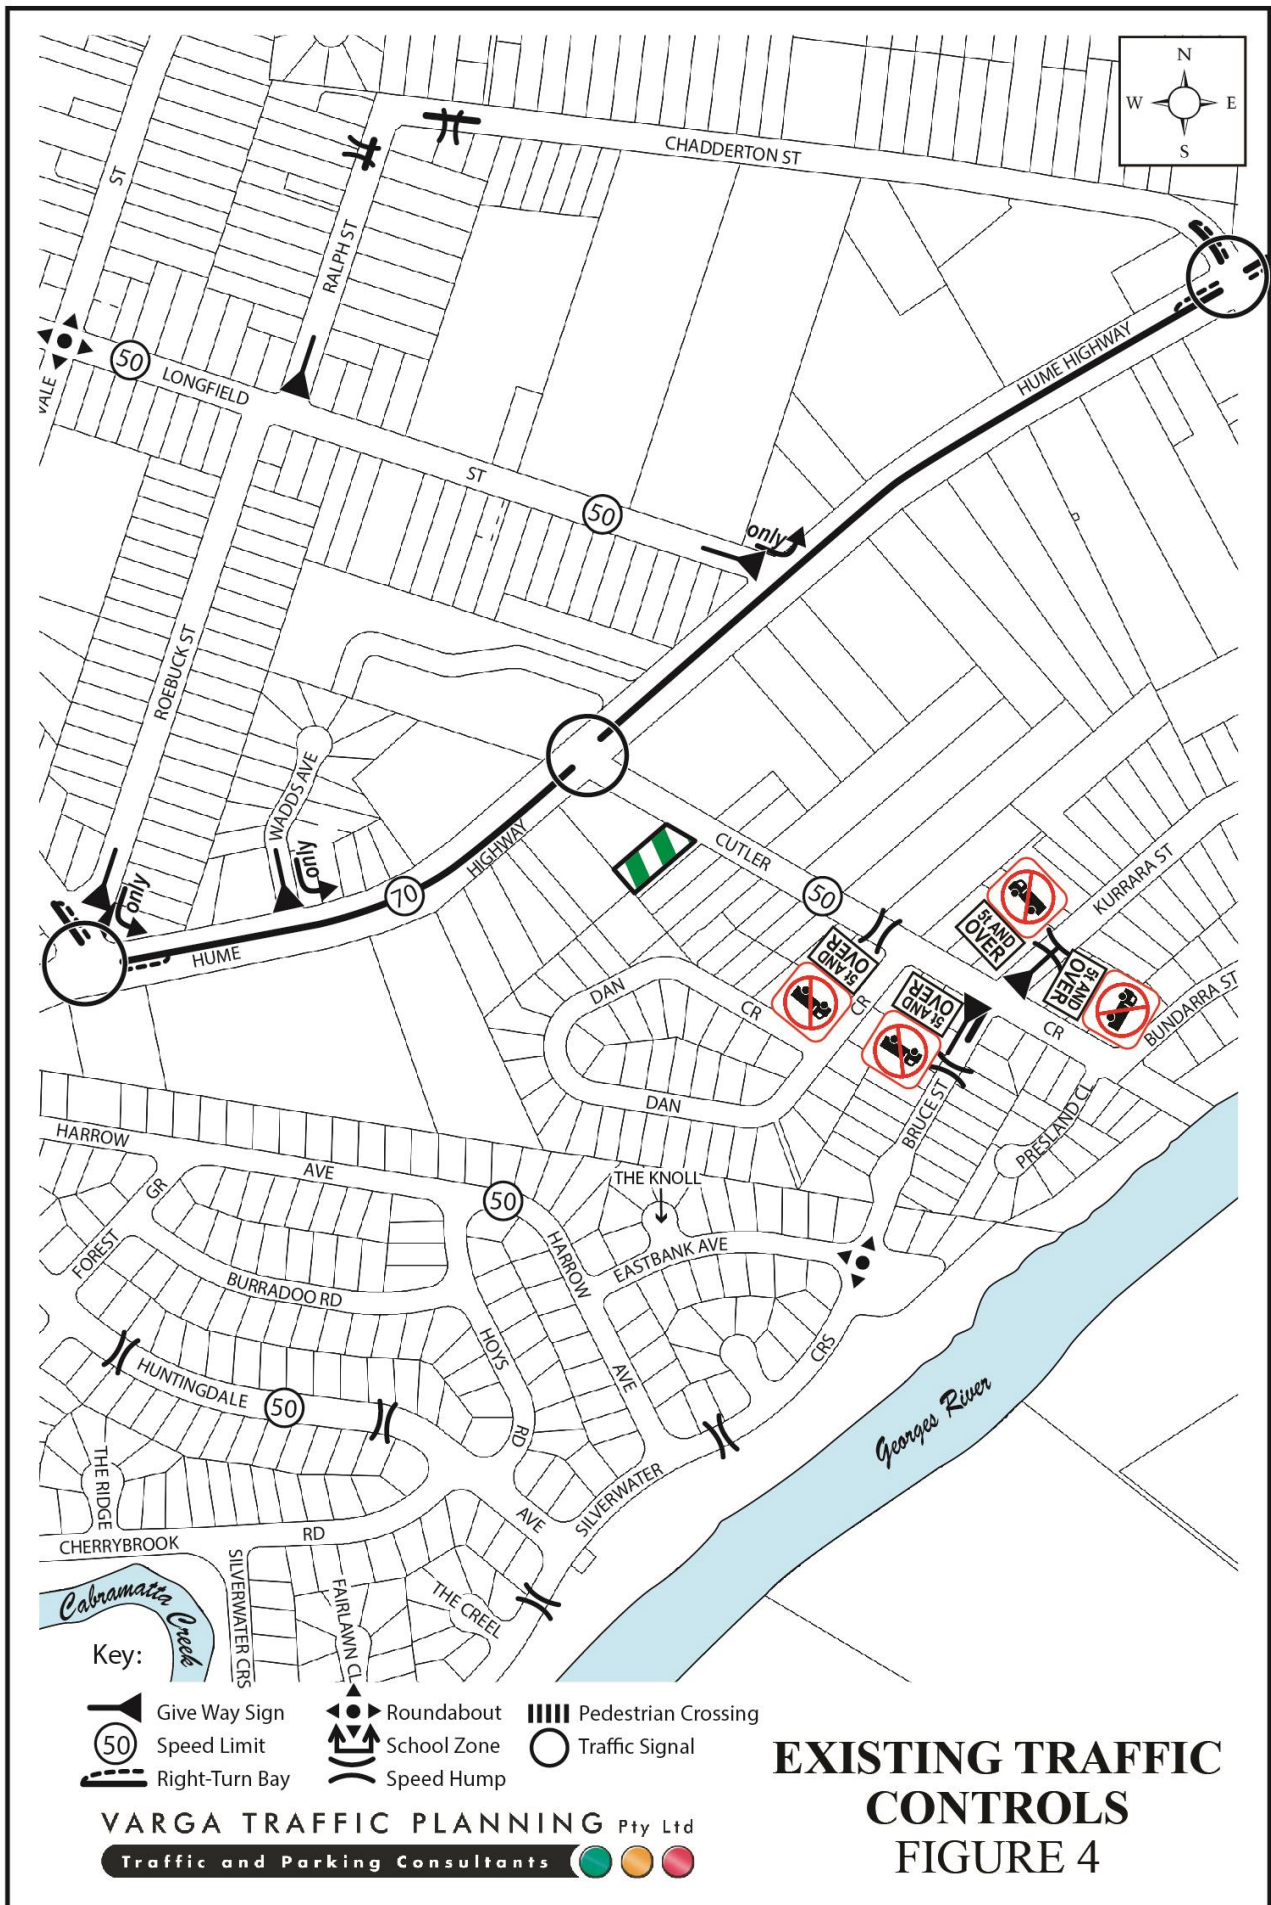 N
W E
S
CHADDERTON ST
ST
RALPH ST
HUME HIGHWAY
50
LONGFIELD
VALE
ST
50
only
ROEBUCK ST
WADDS AVE
only
only
70
HIGHWAY
HUME
CUTLER
50
KURRARA ST
5t AND
OVER
5t AND
OVER
5t AND
OVER
5t AND
OVER
DAN
CR
CR
CR
BUNDARRA ST
DAN
BRUCE ST
PRESLAND CL
HARROW
AVE
GR
FOREST
50
THE KNOLL
HARROW
EASTBANK AVE
BURRADOO RD
HOYS
AVE
CRS
HUNTINGDALE
50
RD
Georges River
THE RIDGE
SILVERWATER
AVE
CHERRYBROOK
RD
SILVERWATER CRS
FAIRLAWN CL
THE CREEL
Cabramatta Creek
Key:
Give Way Sign
Roundabout
Pedestrian Crossing
50
Speed Limit
School Zone
Traffic Signal
Right-Turn Bay
Speed Hump
EXISTING TRAFFIC
CONTROLS
FIGURE 4
VARGA TRAFFIC PLANNING Pty Ltd
Traffic and Parking Consultants